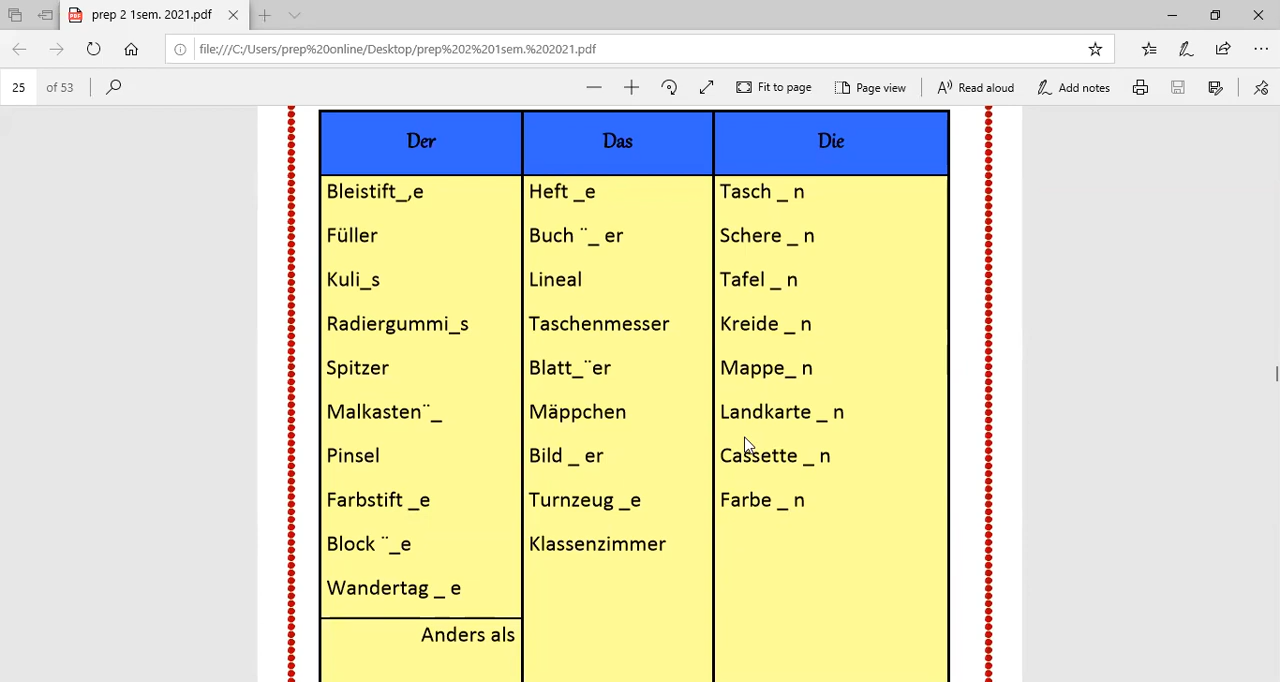 prep 2 1sem. 2021.pdf
file:///C:/Users/prep%20online/Desktop/prep%202%201sem.%202021.pdf
25 of 53 Fit to page Page view Read aloud Add notes
Der Das Die
Bleistift_,e Heft _e Tasch _ n
Füller Buch ¨_ er Schere _ n
Kuli_s Lineal Tafel _ n
Radiergummi_s Taschenmesser Kreide _ n
Spitzer Blatt_¨er Mappe_ n
Malkasten¨_ Mäppchen Landkarte _ n
Pinsel Bild _ er Cassette _ n
Farbstift _e Turnzeug _e Farbe _ n
Block ¨_e Klassenzimmer
Wandertag _ e
Anders als